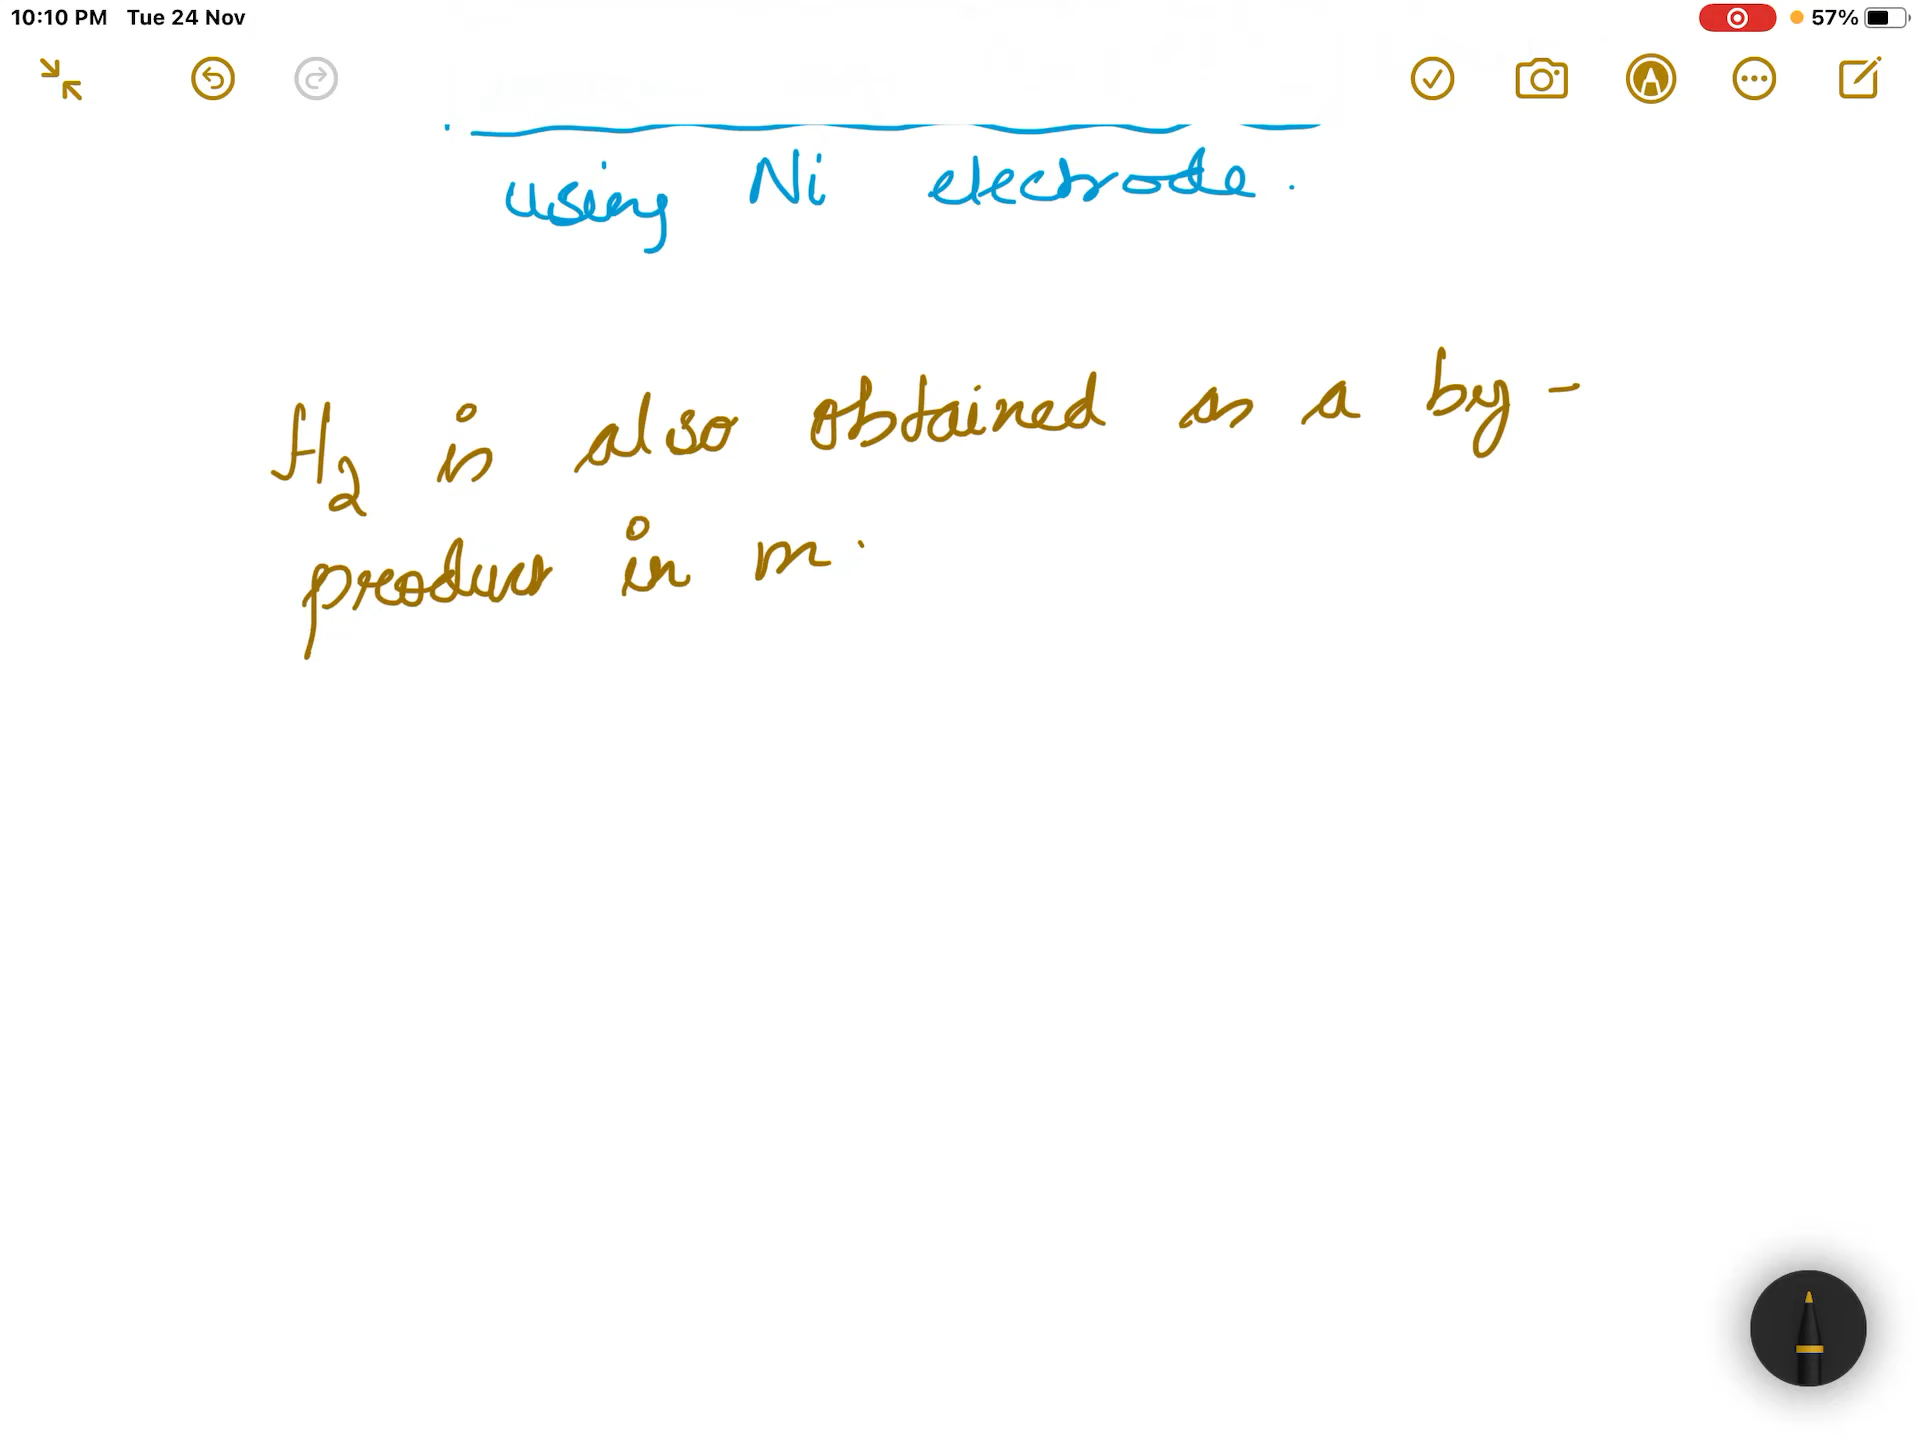 10:10 PM Tue 24 Nov 57%
using Ni electrode.
H₂ is also obtained as a by-
product in m